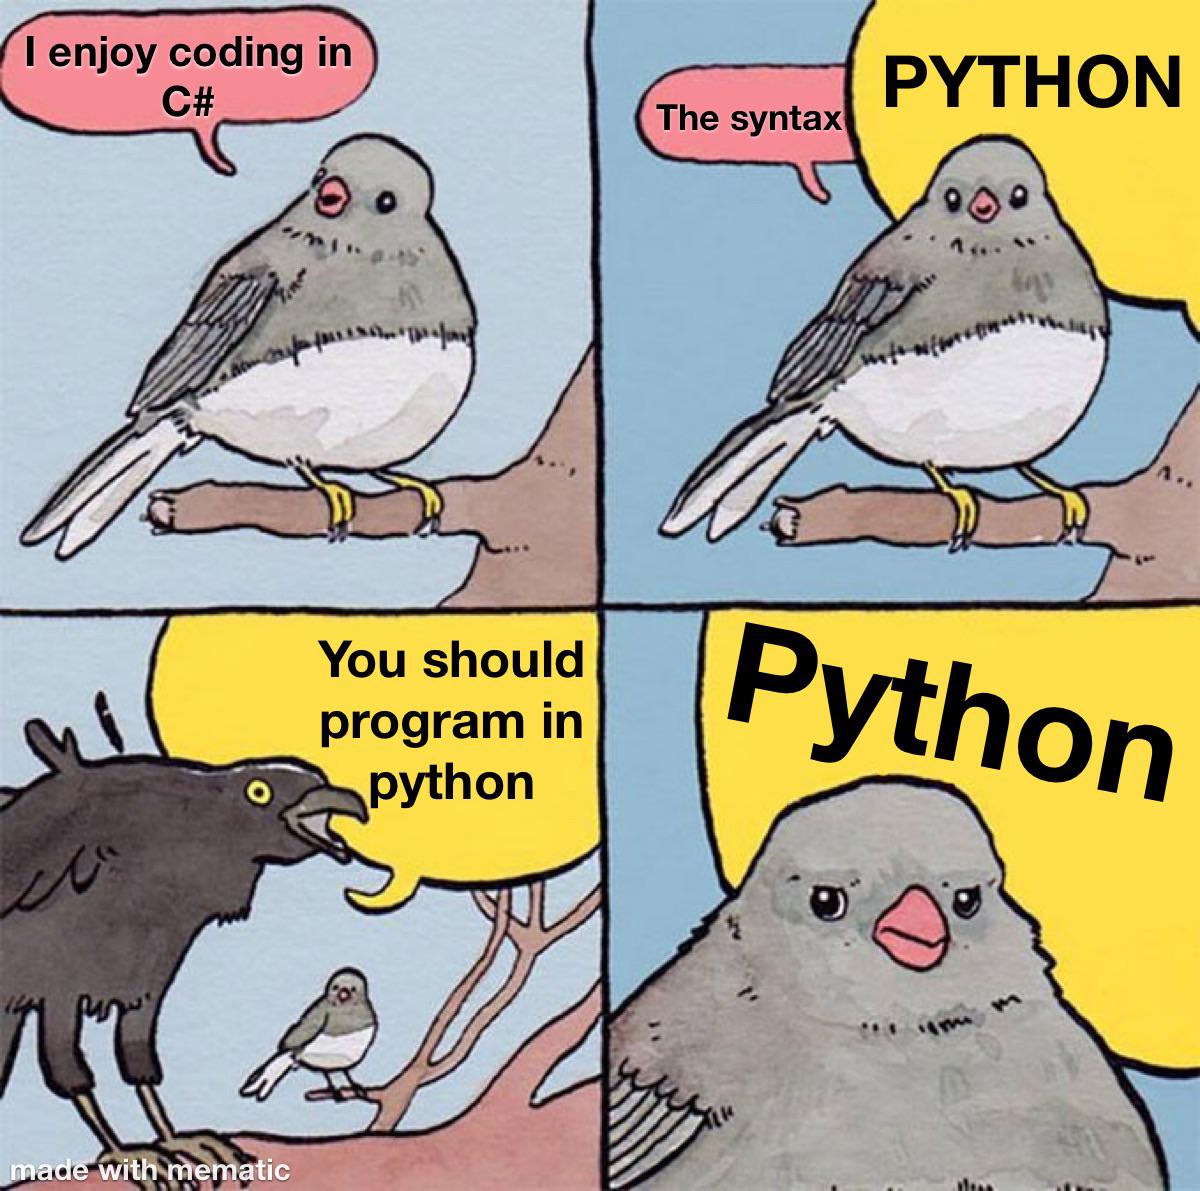 I enjoy coding in
C#
The syntax
PYTHON
You should
program in
python
Python
made with mematic